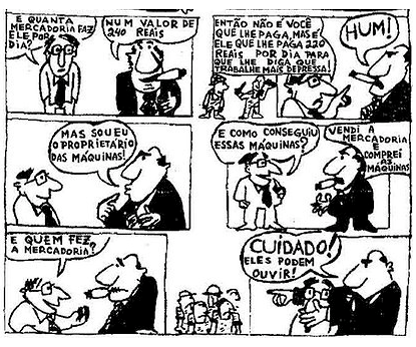 E QUANTA
MERCADORIA FAZ
ELE POR
DIA?
NUM VALOR DE
240 REAIS
ENTÃO NÃO É VOCÊ
QUE LHE PAGA, MAS É
ELE QUE LHE PAGA 220
REAIS POR DIA PARA
QUE LHE DIGA QUE
TRABALHE MAIS DEPRESSA!
HUM!
MAS SOU EU
O PROPRIETÁRIO
DAS MÁQUINAS!
E COMO CONSEGUIU
ESSAS MÁQUINAS?
VENDI A
MERCADORIA
E COMPREI
AS
MÁQUINAS
E QUEM FEZ
A MERCADORIA?
CUIDADO!
ELES PODEM
OUVIR!